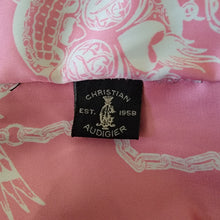 CHRISTIAN
EST. 1958
AUDIGIER